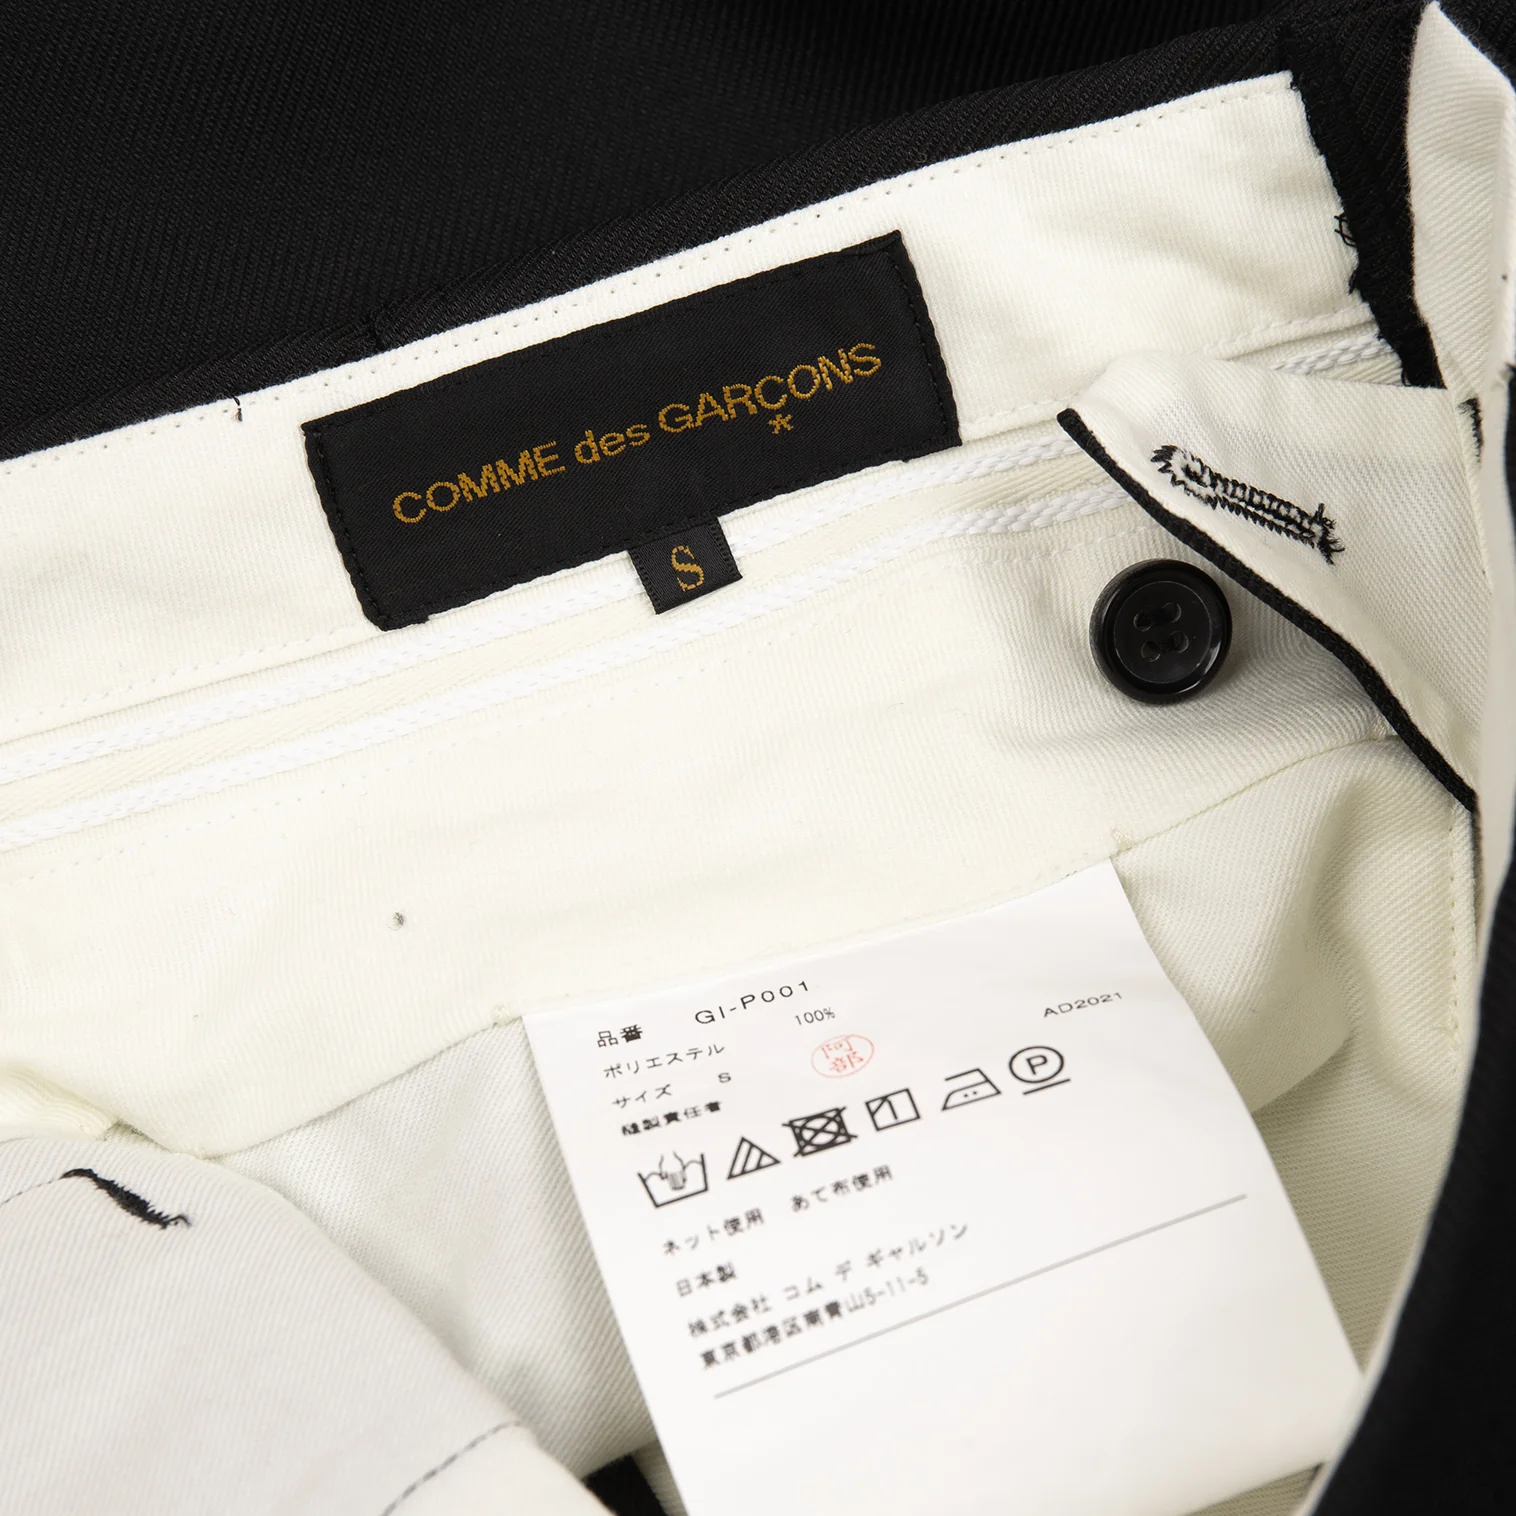 COMME des GARCONS
*
S
品番 GI-P001 AD2021
ポリエステル 100%
サイズ S
縫製責任者 阿部
P
ネット使用 あて布使用
日本製
株式会社 コム デ ギャルソン
東京都港区南青山5-11-5